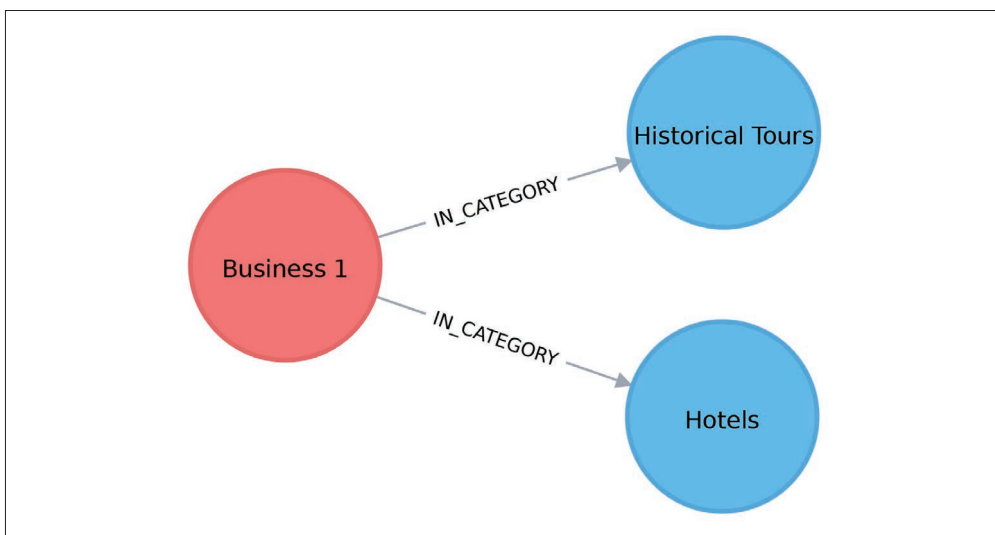 Historical Tours
IN_CATEGORY
Business 1
IN_CATEGORY
Hotels